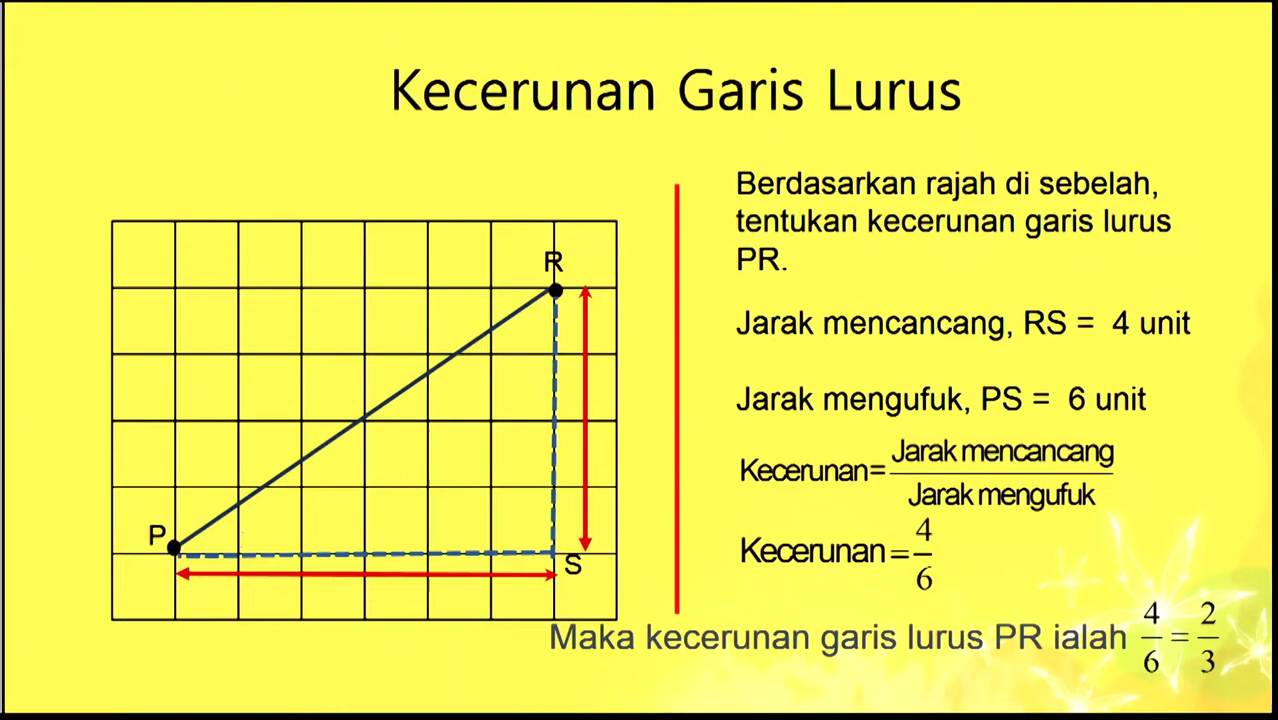 Kecerunan Garis Lurus
Berdasarkan rajah di sebelah,
tentukan kecerunan garis lurus
PR.
R
P
S
Jarak mencancang, RS = 4 unit
Jarak mengufuk, PS = 6 unit
Kecerunan= Jarak mencancang / Jarak mengufuk
Kecerunan = 4/6
Maka kecerunan garis lurus PR ialah 4/6 = 2/3